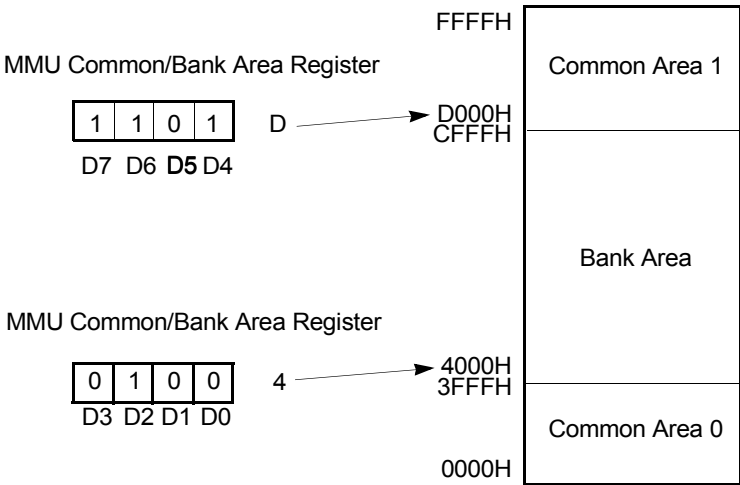 FFFFH
Common Area 1
MMU Common/Bank Area Register
1 1 0 1 D
D000H
CFFFH
D7 D6 D5 D4
Bank Area
MMU Common/Bank Area Register
0 1 0 0 4
4000H
3FFFH
D3 D2 D1 D0
Common Area 0
0000H